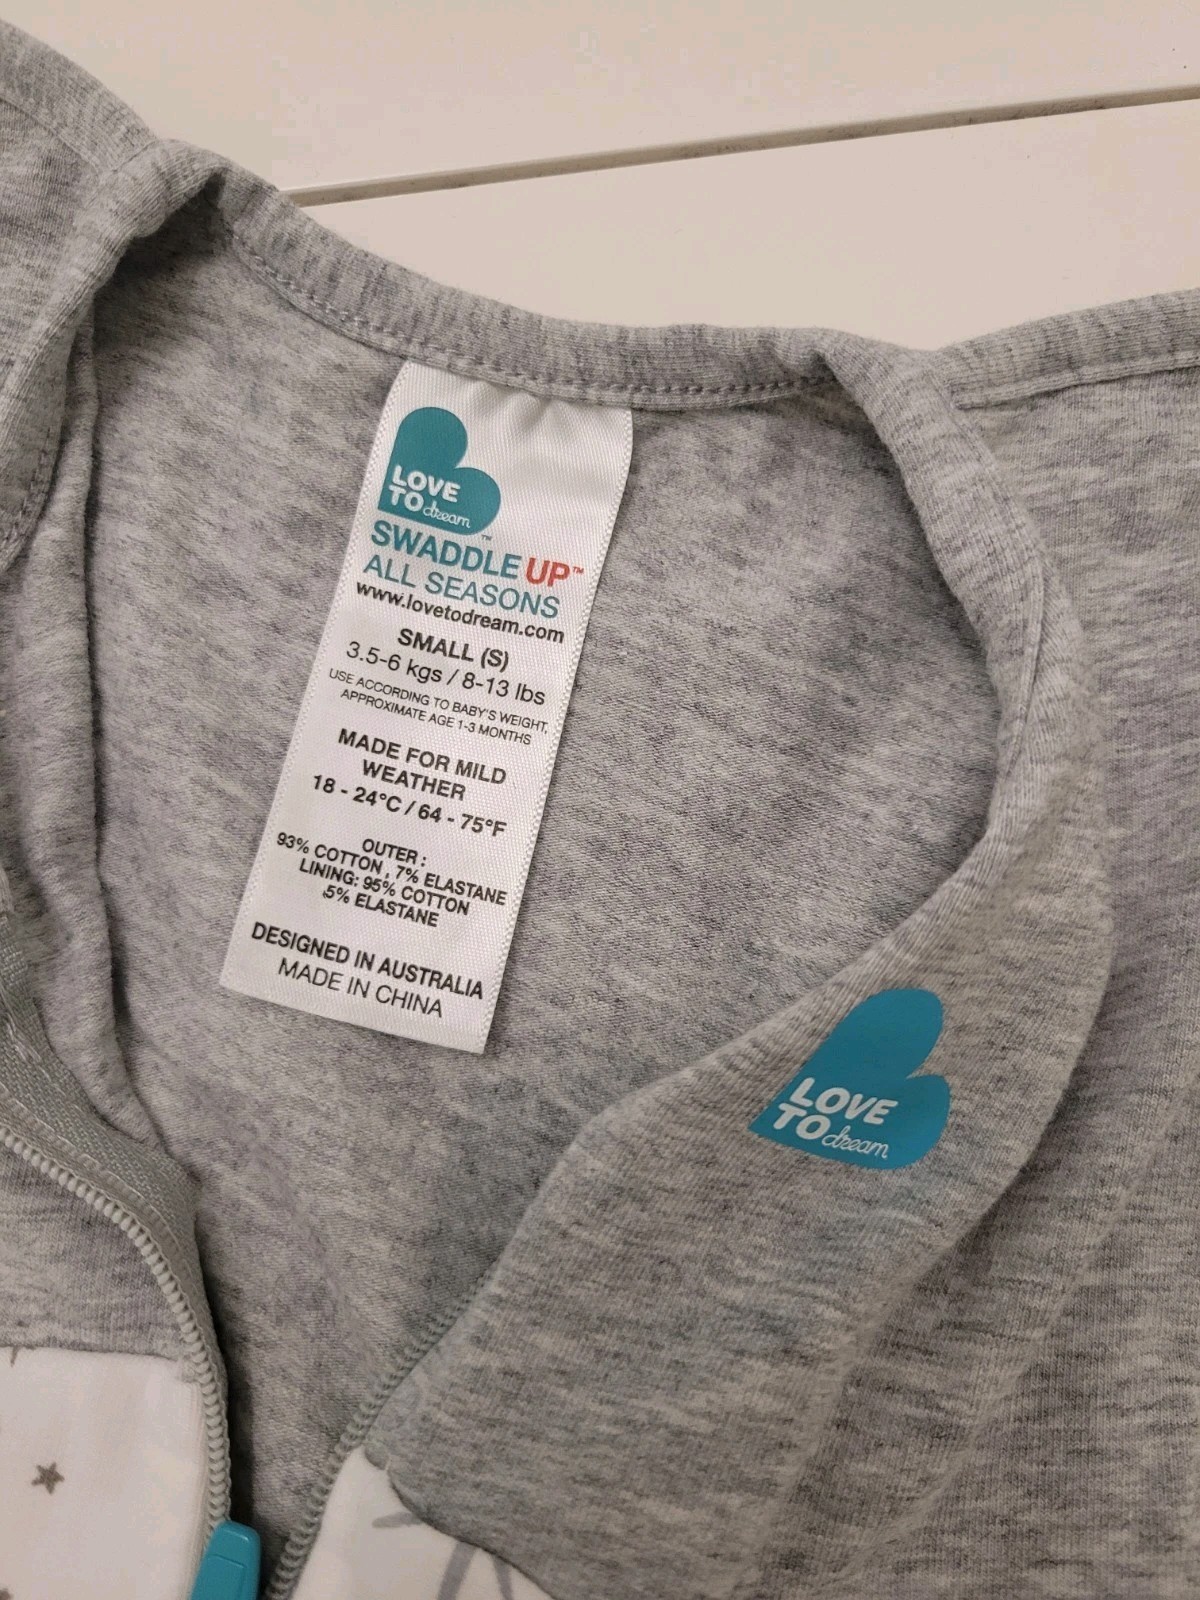 LOVE
TO dream
™
SWADDLE UP™
ALL SEASONS
www.lovetodream.com
SMALL (S)
3.5-6 kgs / 8-13 lbs
USE ACCORDING TO BABY'S WEIGHT,
APPROXIMATE AGE 1-3 MONTHS
MADE FOR MILD
WEATHER
18 - 24°C / 64 - 75°F
OUTER :
93% COTTON , 7% ELASTANE
LINING: 95% COTTON
5% ELASTANE
DESIGNED IN AUSTRALIA
MADE IN CHINA
LOVE
TO dream